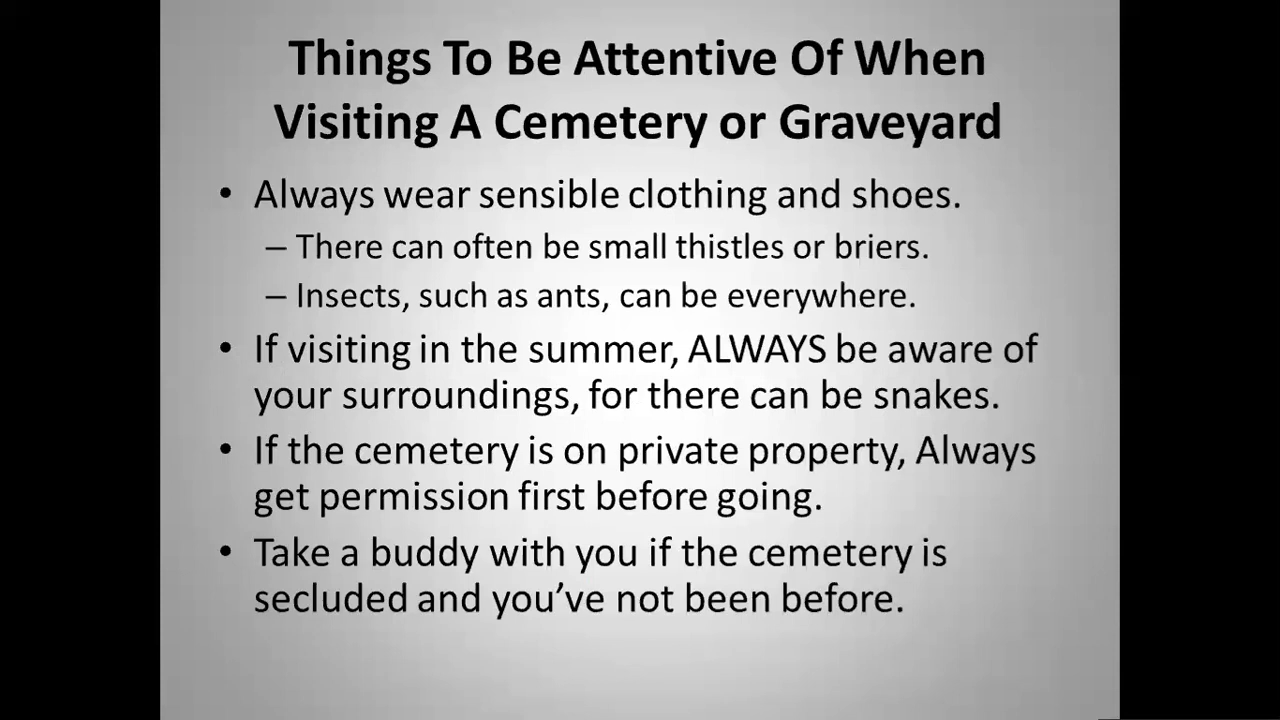 Things To Be Attentive Of When
Visiting A Cemetery or Graveyard
• Always wear sensible clothing and shoes.
– There can often be small thistles or briers.
– Insects, such as ants, can be everywhere.
• If visiting in the summer, ALWAYS be aware of
your surroundings, for there can be snakes.
• If the cemetery is on private property, Always
get permission first before going.
• Take a buddy with you if the cemetery is
secluded and you’ve not been before.